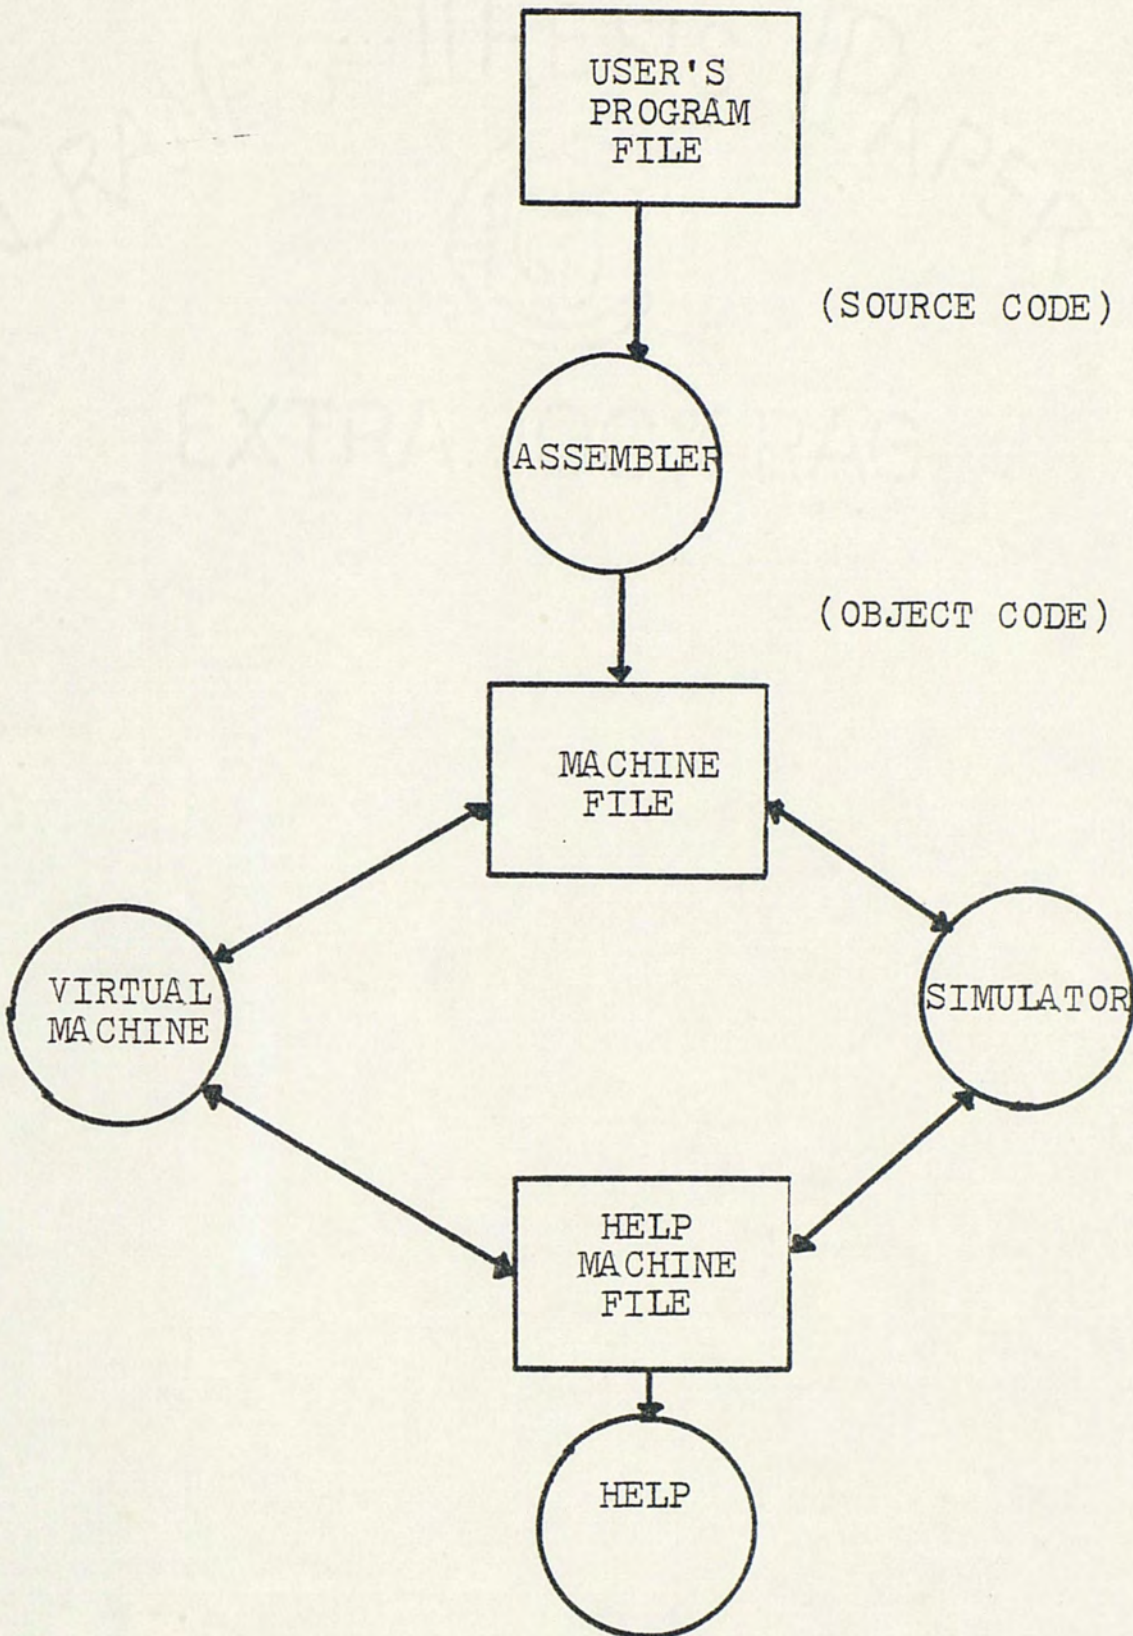 USER'S
PROGRAM
FILE
(SOURCE CODE)
ASSEMBLER
(OBJECT CODE)
MACHINE
FILE
VIRTUAL
MACHINE
SIMULATOR
HELP
MACHINE
FILE
HELP